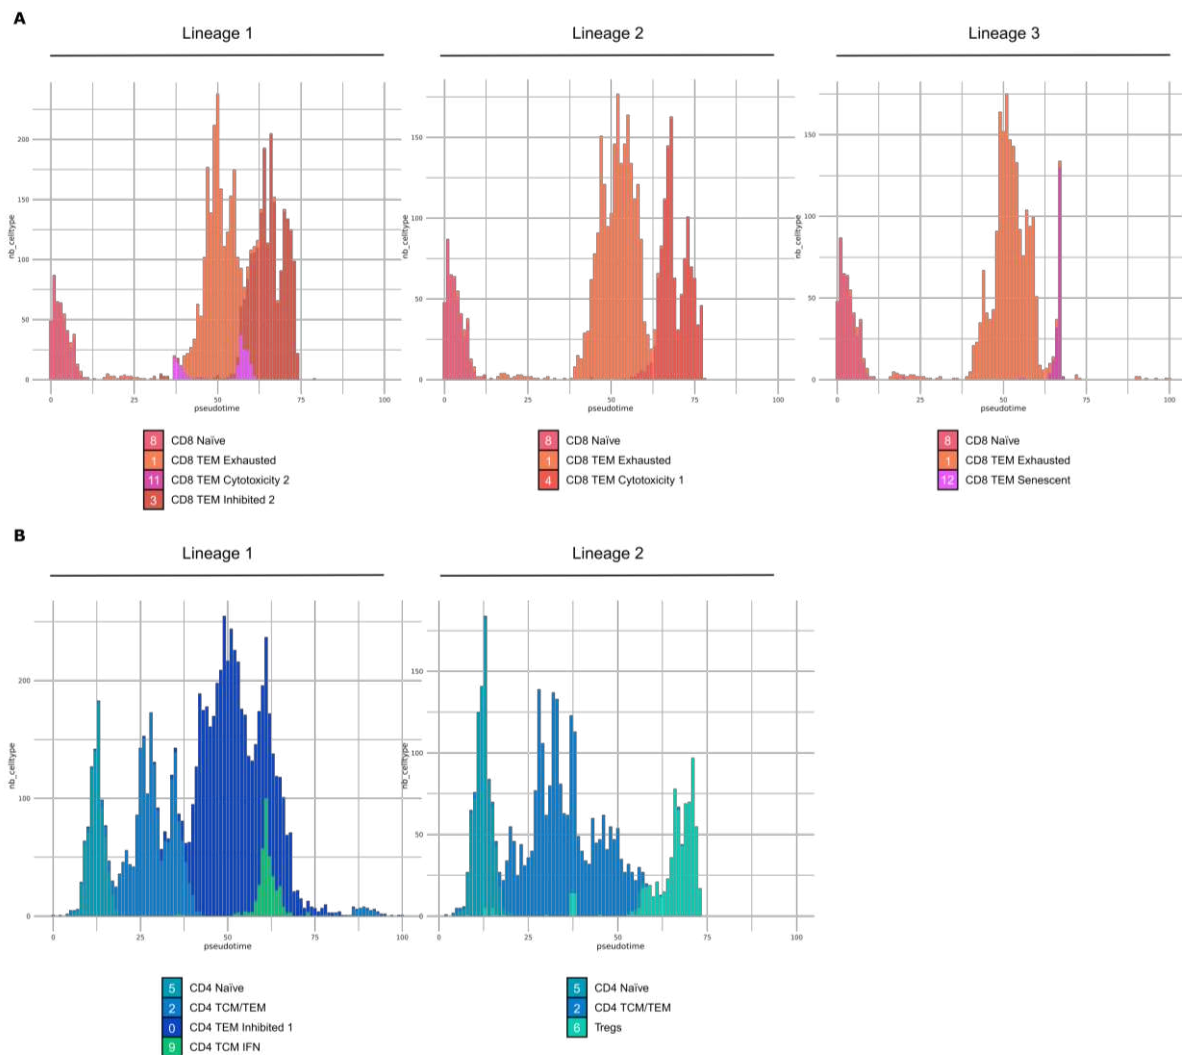 A
Lineage 1
Lineage 2
Lineage 3
nb_celltype
200
150
100
50
0
0 25 50 75 100
pseudotime
nb_celltype
150
100
50
0
0 25 50 75 100
pseudotime
nb_celltype
150
100
50
0
0 25 50 75 100
pseudotime
8 CD8 Naïve
1 CD8 TEM Exhausted
11 CD8 TEM Cytotoxicity 2
3 CD8 TEM Inhibited 2
8 CD8 Naïve
1 CD8 TEM Exhausted
4 CD8 TEM Cytotoxicity 1
8 CD8 Naïve
1 CD8 TEM Exhausted
12 CD8 TEM Senescent
B
Lineage 1
Lineage 2
nb_celltype
200
100
0
0 25 50 75 100
pseudotime
nb_celltype
150
100
50
0
0 25 50 75 100
pseudotime
5 CD4 Naïve
2 CD4 TCM/TEM
0 CD4 TEM Inhibited 1
9 CD4 TCM IFN
5 CD4 Naïve
2 CD4 TCM/TEM
6 Tregs